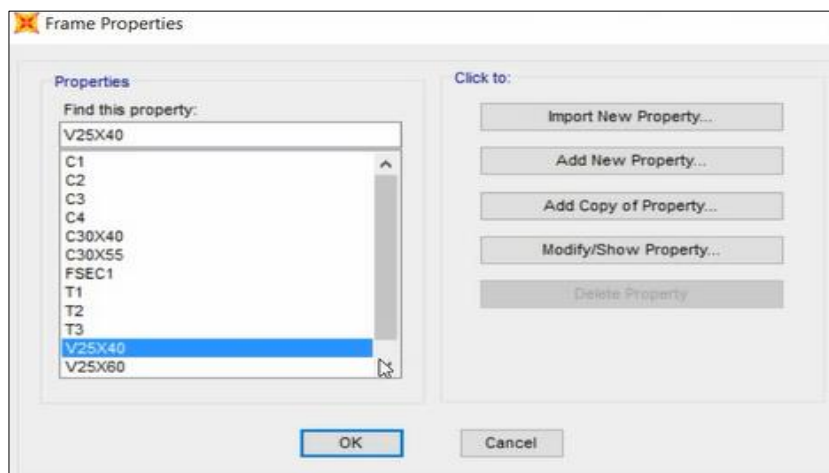 Frame Properties
Properties
Find this property:
V25X40
C1
C2
C3
C4
C30X40
C30X55
FSEC1
T1
T2
T3
V25X40
V25X60
Click to:
Import New Property...
Add New Property...
Add Copy of Property...
Modify/Show Property...
Delete Property
OK
Cancel